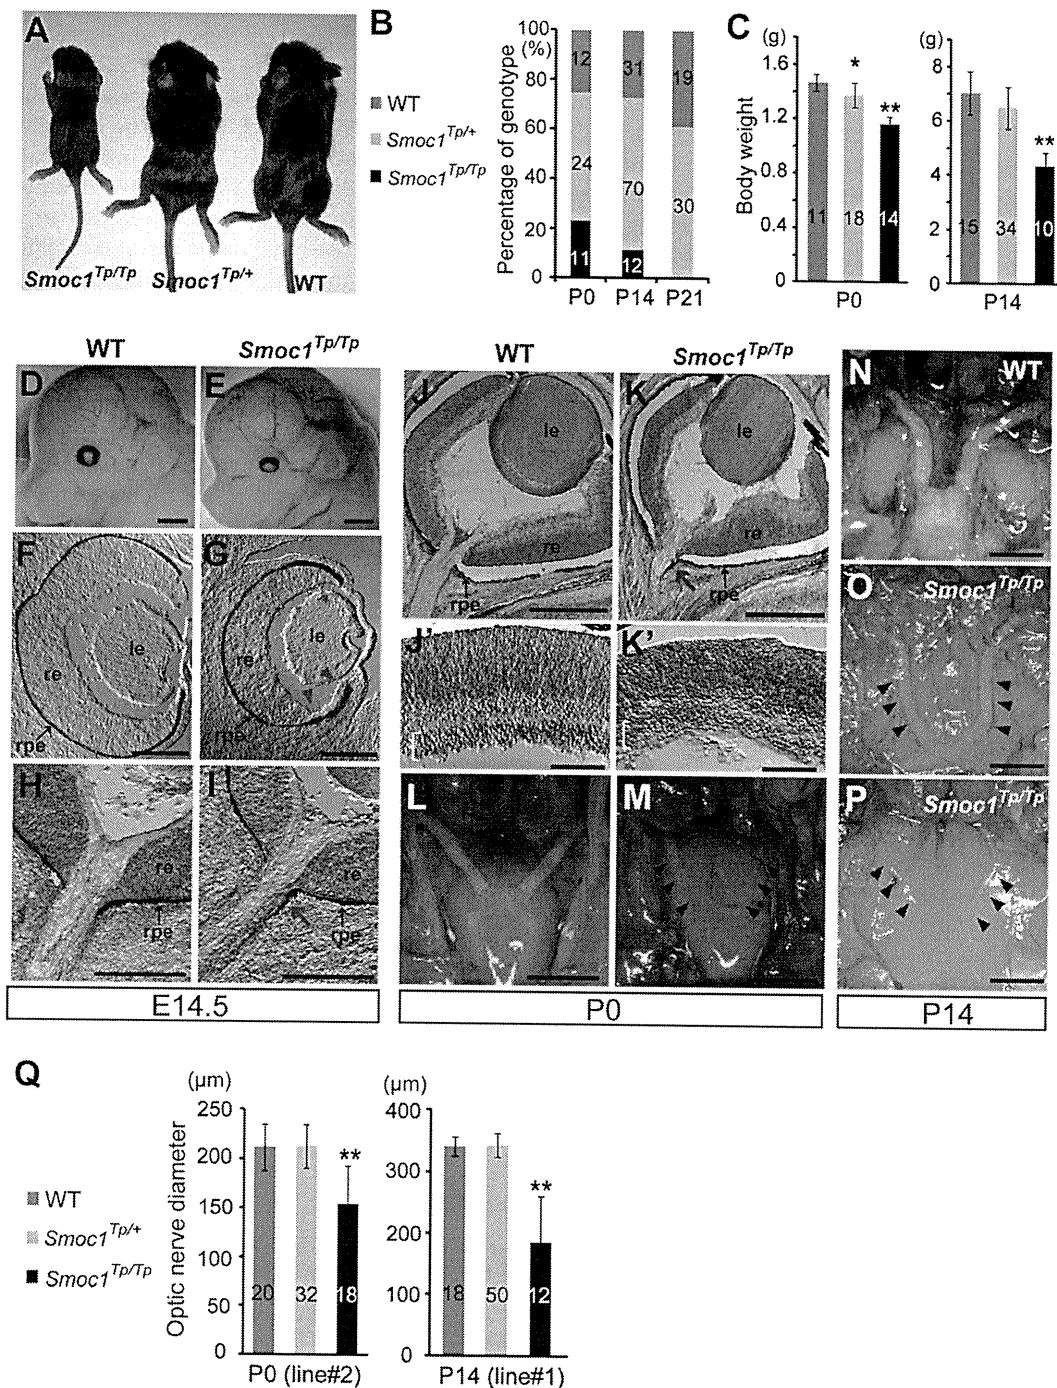 A
Smoc1Tp/Tp
Smoc1Tp/+
WT
B
WT
Smoc1Tp/+
Smoc1Tp/Tp
Percentage of genotype
(%)
100
80
60
40
20
0
12
24
11
31
70
12
19
30
P0
P14
P21
C
(g)
Body weight
1.6
1.2
0.8
0.4
0
*
**
11
18
14
P0
(g)
8
6
4
2
0
**
15
34
10
P14
WT
Smoc1Tp/Tp
D
E
F
le
re
rpe
G
le
re
rpe
H
re
rpe
I
re
rpe
E14.5
WT
Smoc1Tp/Tp
J
le
re
rpe
K
le
re
rpe
J'
K'
L
M
P0
N
WT
O
Smoc1Tp/Tp
P
Smoc1Tp/Tp
P14
Q
WT
Smoc1Tp/+
Smoc1Tp/Tp
Optic nerve diameter
(µm)
250
200
150
100
50
0
**
20
32
18
P0 (line#2)
(µm)
400
300
200
100
0
**
18
50
12
P14 (line#1)